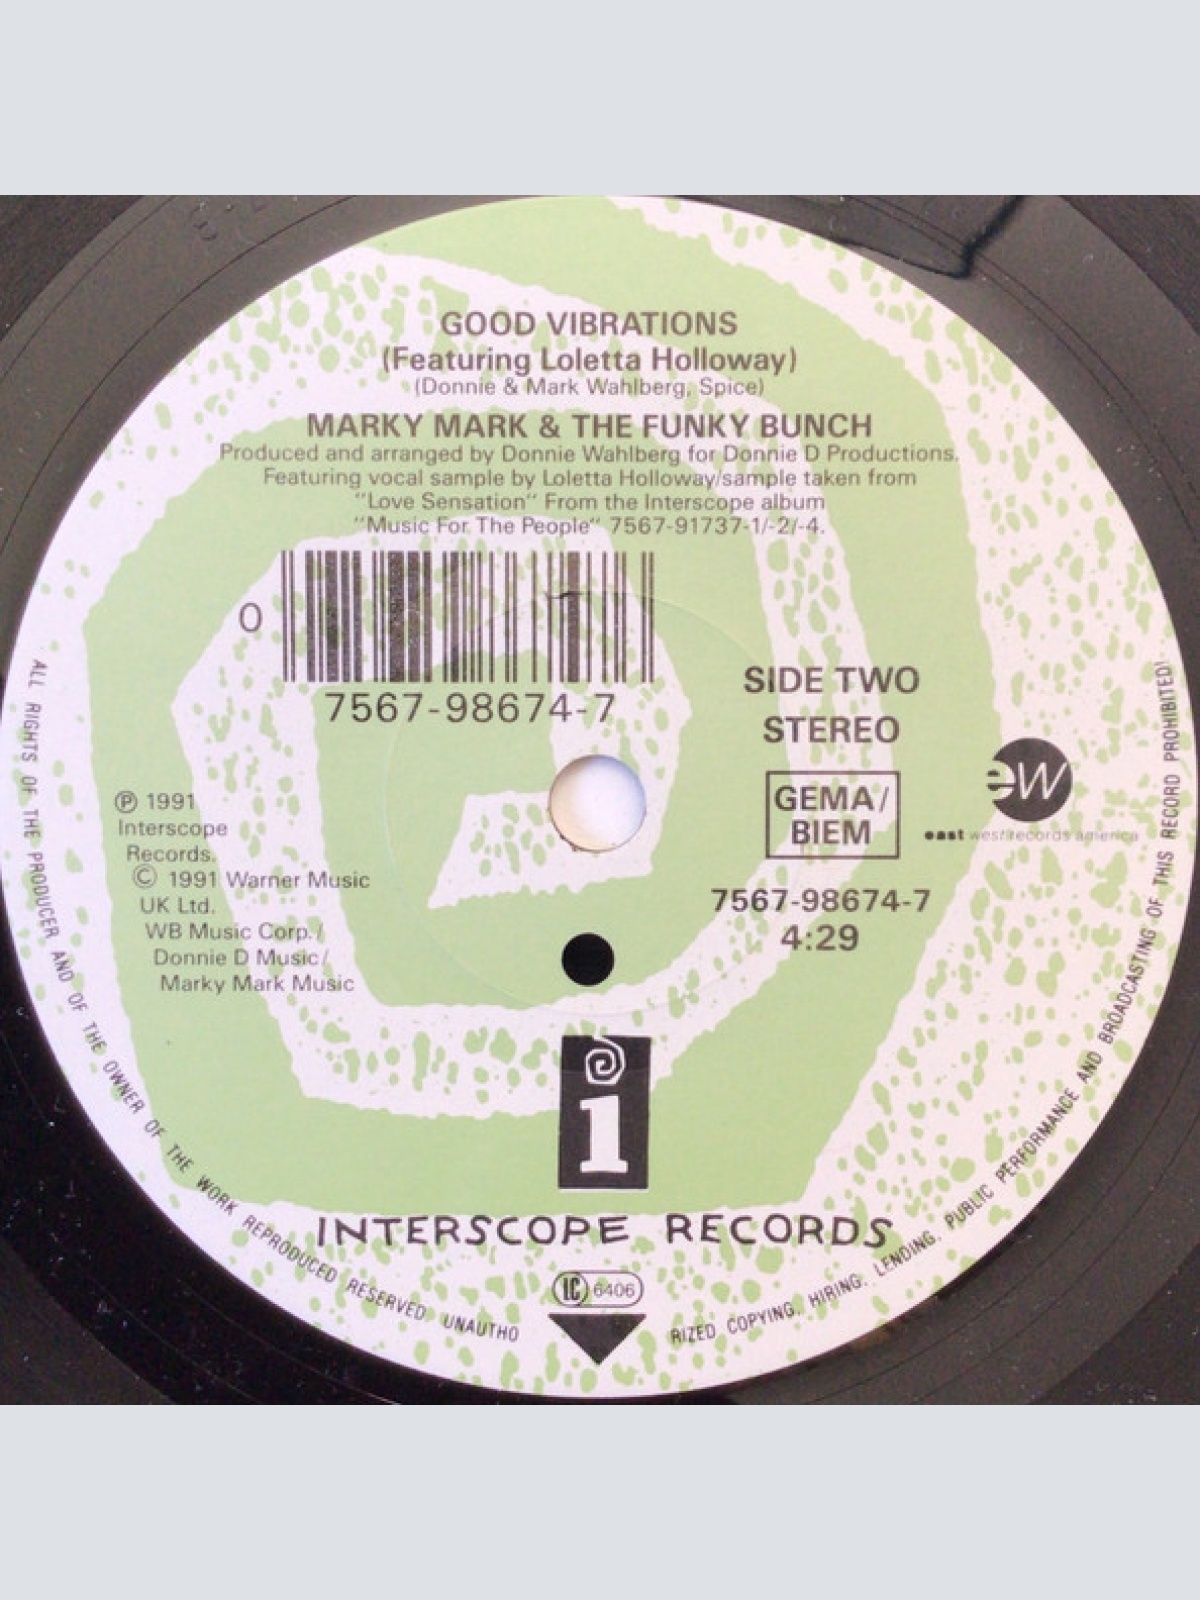 GOOD VIBRATIONS
(Featuring Loletta Holloway)
(Donnie & Mark Wahlberg, Spice)
MARKY MARK & THE FUNKY BUNCH
Produced and arranged by Donnie Wahlberg for Donnie D Productions.
Featuring vocal sample by Loletta Holloway/sample taken from
"Love Sensation" From the Interscope album
"Music For The People" 7567-91737-1/-2/-4.
0
7567-98674-7
SIDE TWO
STEREO
GEMA/
BIEM
7567-98674-7
4:29
ew
east west records america
℗ 1991
Interscope
Records.
© 1991 Warner Music
UK Ltd.
WB Music Corp./
Donnie D Music/
Marky Mark Music
i
INTERSCOPE RECORDS
LC 6406
ALL RIGHTS OF THE PRODUCER AND OF THE OWNER OF THE WORK REPRODUCED RESERVED UNAUTHO
RIZED COPYING, HIRING, LENDING, PUBLIC PERFORMANCE AND BROADCASTING OF THIS RECORD PROHIBITED!